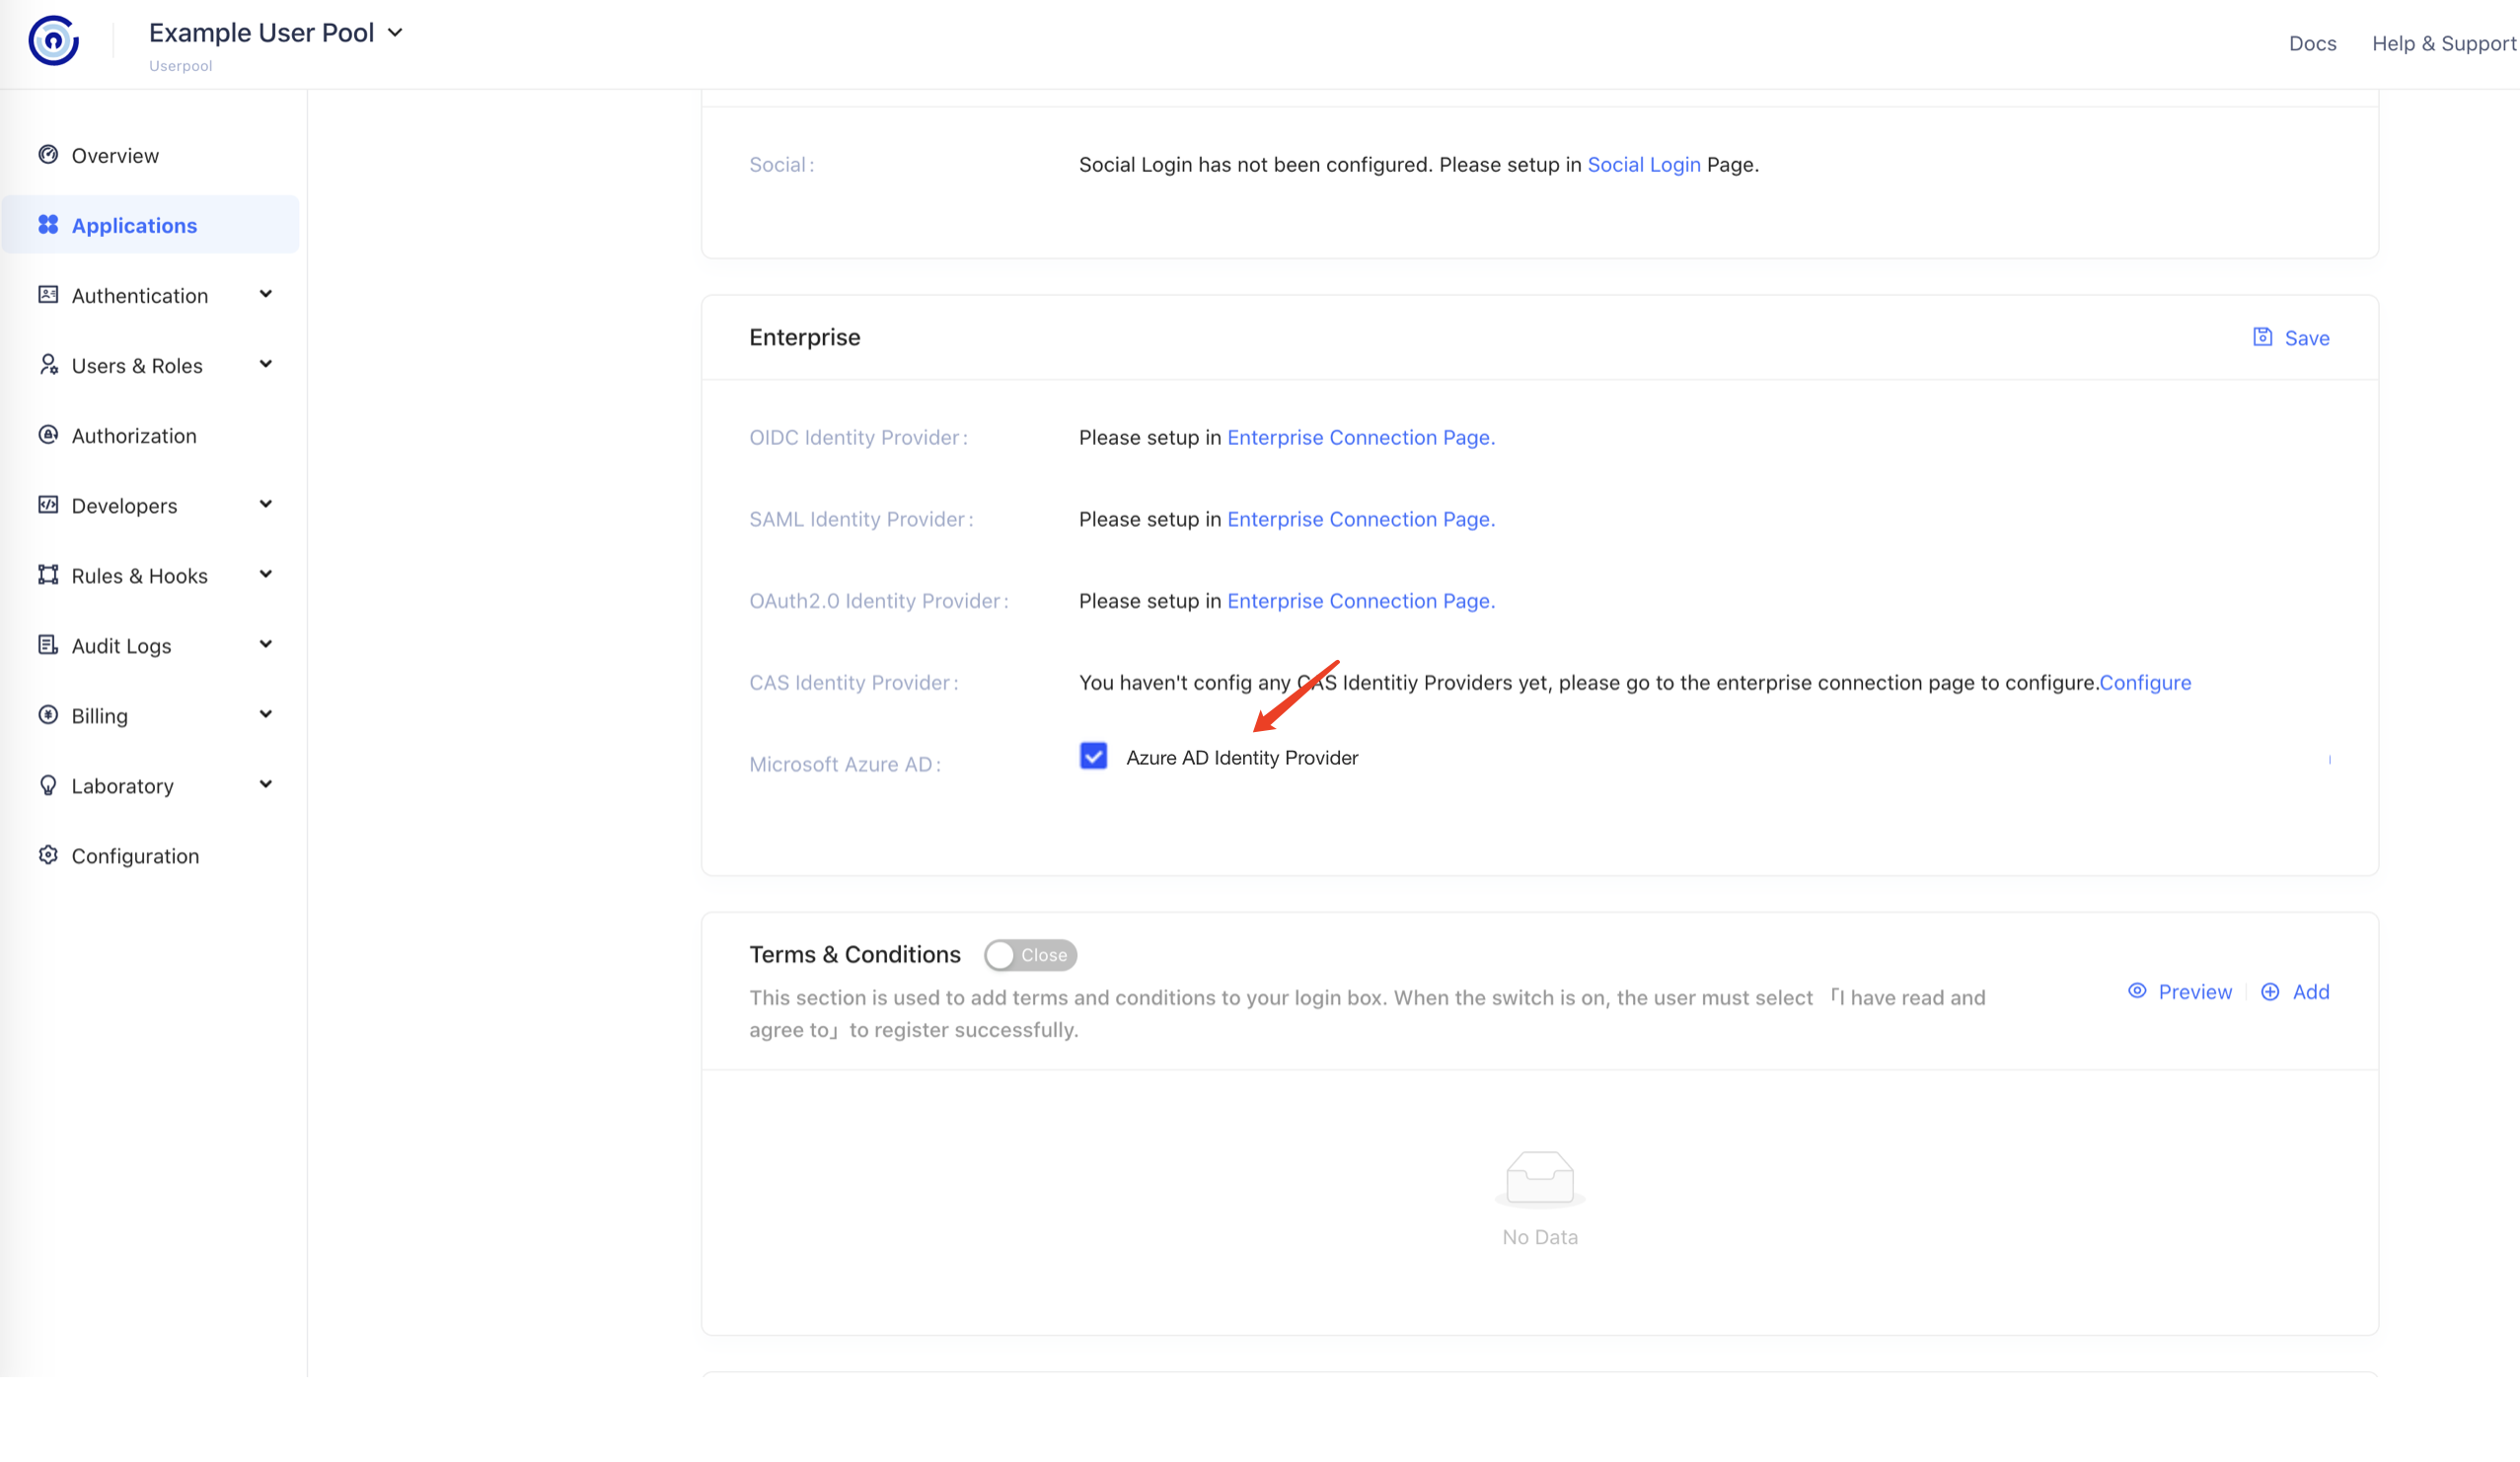 Example User Pool
Userpool
Docs
Help & Support
Overview
Applications
Authentication
Users & Roles
Authorization
Developers
Rules & Hooks
Audit Logs
Billing
Laboratory
Configuration
Social :
Social Login has not been configured. Please setup in Social Login Page.
Enterprise
Save
OIDC Identity Provider :
Please setup in Enterprise Connection Page.
SAML Identity Provider :
Please setup in Enterprise Connection Page.
OAuth2.0 Identity Provider :
Please setup in Enterprise Connection Page.
CAS Identity Provider :
You haven't config any CAS Identitiy Providers yet, please go to the enterprise connection page to configure.Configure
Microsoft Azure AD :
Azure AD Identity Provider
Terms & Conditions
Close
This section is used to add terms and conditions to your login box. When the switch is on, the user must select 「I have read and
agree to」 to register successfully.
Preview
Add
No Data